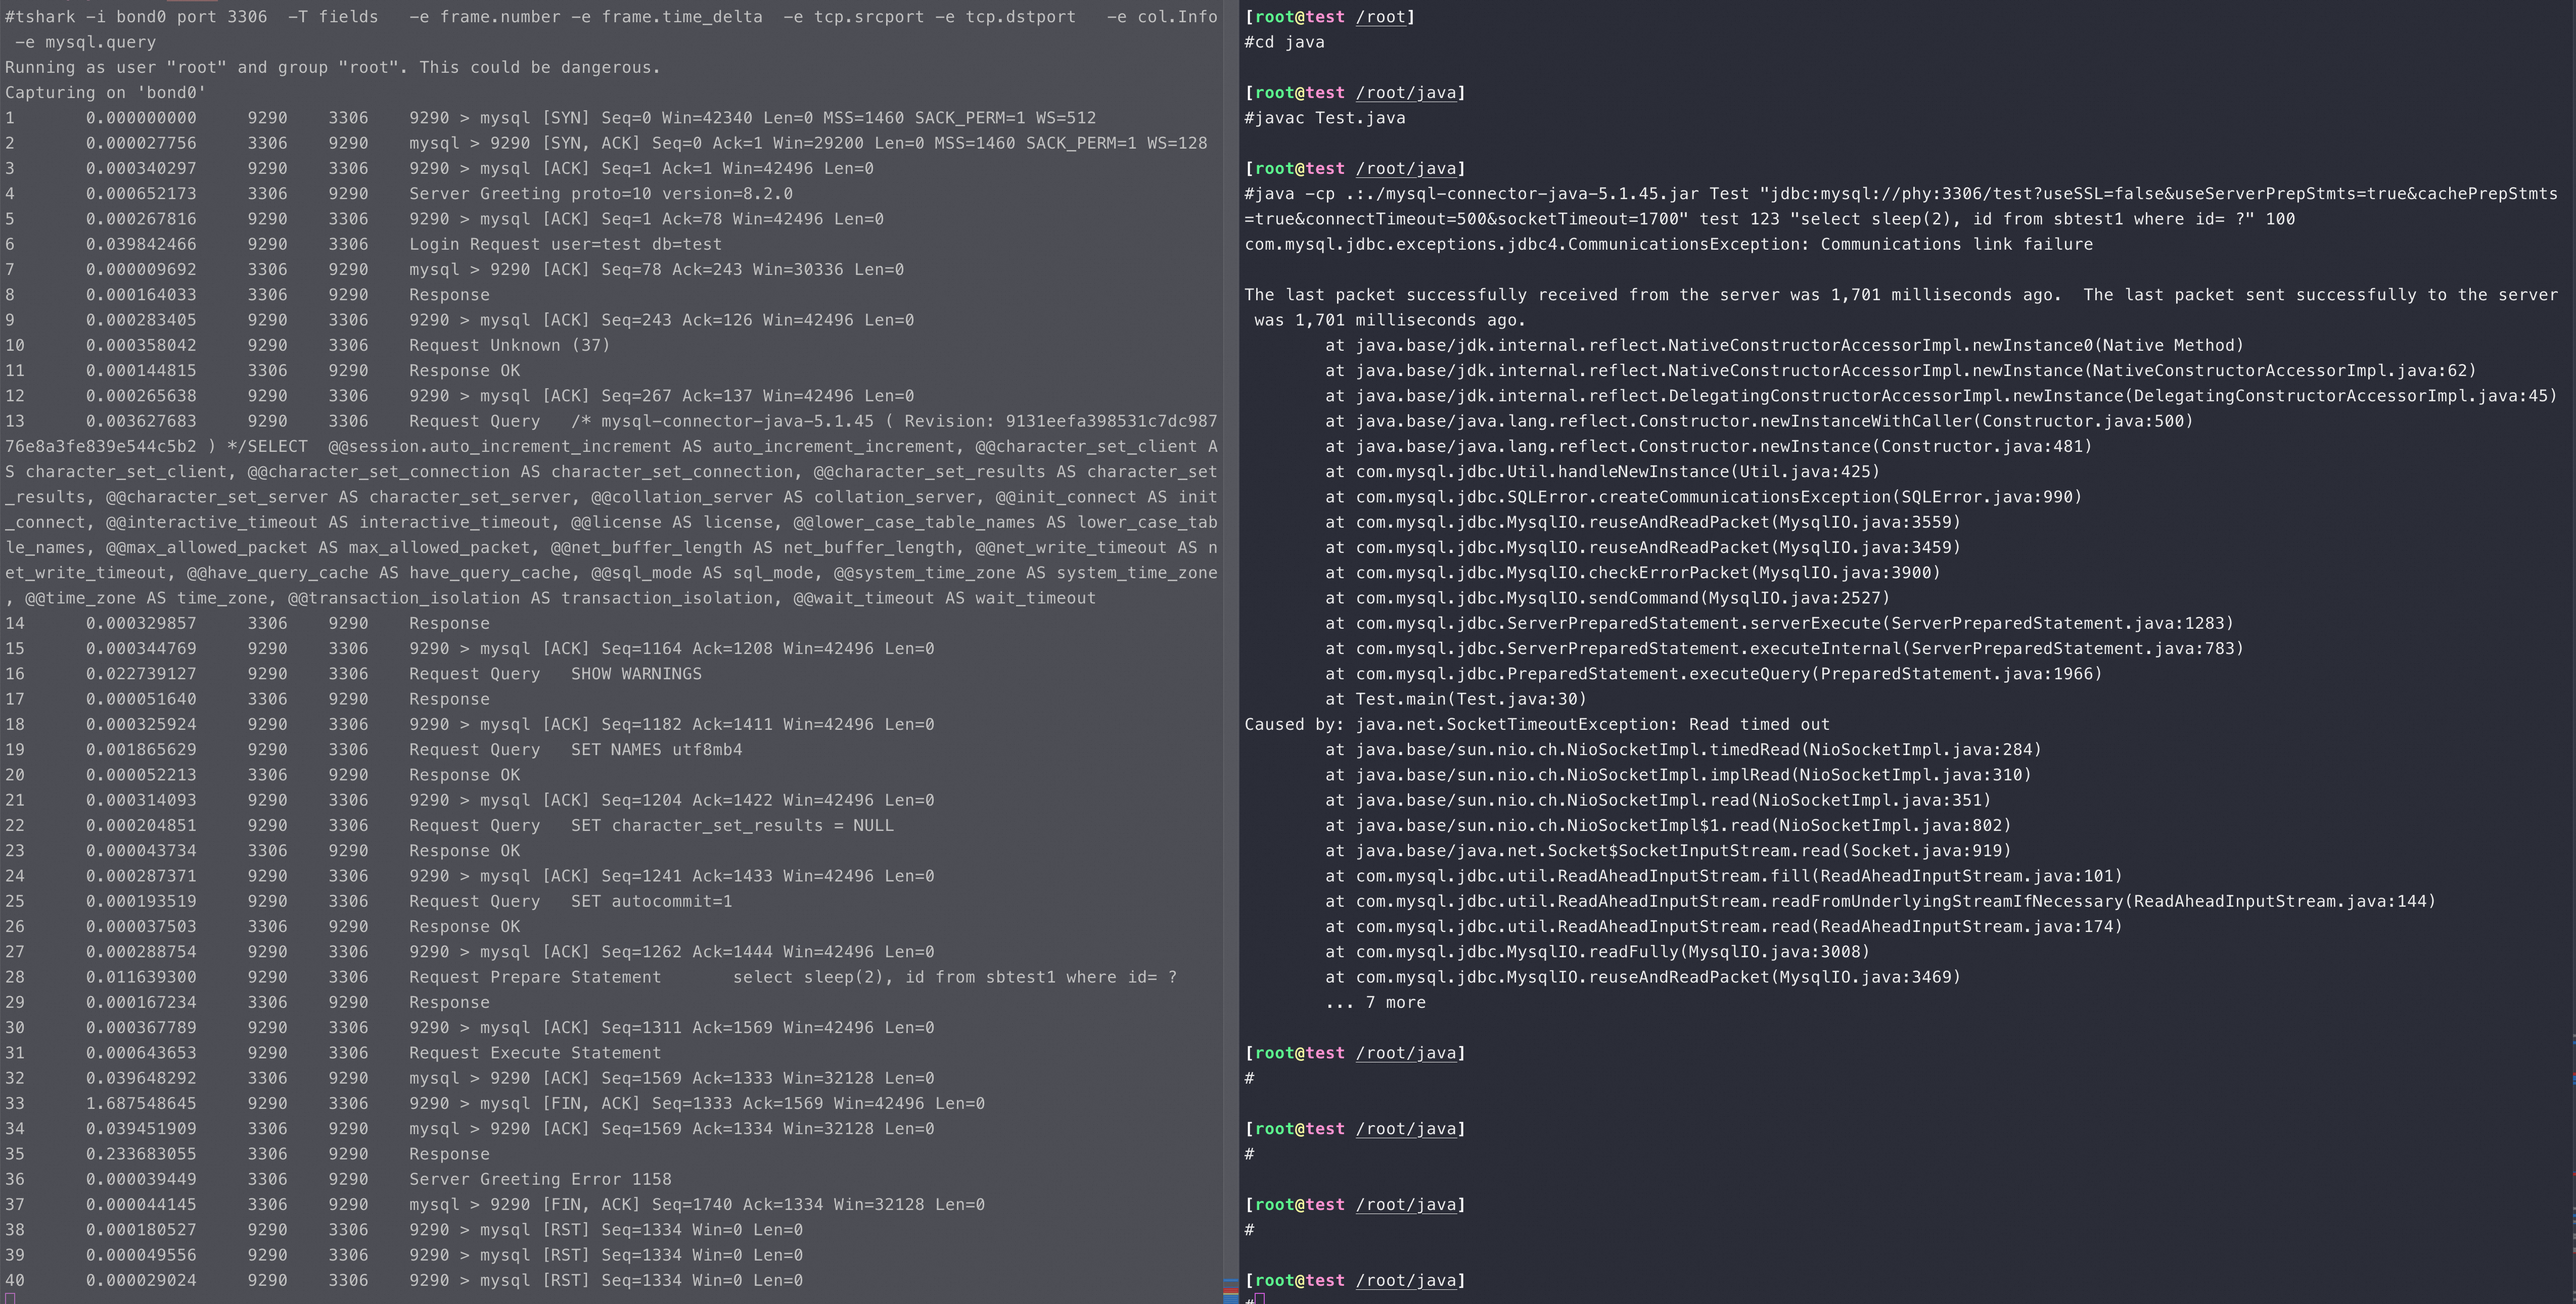 #tshark -i bond0 port 3306  -T fields   -e frame.number -e frame.time_delta  -e tcp.srcport -e tcp.dstport   -e col.Info
 -e mysql.query
Running as user "root" and group "root". This could be dangerous.
Capturing on 'bond0'
1       0.000000000     9290    3306    9290 > mysql [SYN] Seq=0 Win=42340 Len=0 MSS=1460 SACK_PERM=1 WS=512
2       0.000027756     3306    9290    mysql > 9290 [SYN, ACK] Seq=0 Ack=1 Win=29200 Len=0 MSS=1460 SACK_PERM=1 WS=128
3       0.000340297     9290    3306    9290 > mysql [ACK] Seq=1 Ack=1 Win=42496 Len=0
4       0.000652173     3306    9290    Server Greeting proto=10 version=8.2.0
5       0.000267816     9290    3306    9290 > mysql [ACK] Seq=1 Ack=78 Win=42496 Len=0
6       0.039842466     9290    3306    Login Request user=test db=test
7       0.000009692     3306    9290    mysql > 9290 [ACK] Seq=78 Ack=243 Win=30336 Len=0
8       0.000164033     3306    9290    Response
9       0.000283405     9290    3306    9290 > mysql [ACK] Seq=243 Ack=126 Win=42496 Len=0
10      0.000358042     9290    3306    Request Unknown (37)
11      0.000144815     3306    9290    Response OK
12      0.000265638     9290    3306    9290 > mysql [ACK] Seq=267 Ack=137 Win=42496 Len=0
13      0.003627683     9290    3306    Request Query   /* mysql-connector-java-5.1.45 ( Revision: 9131eefa398531c7dc987
76e8a3fe839e544c5b2 ) */SELECT  @@session.auto_increment_increment AS auto_increment_increment, @@character_set_client A
S character_set_client, @@character_set_connection AS character_set_connection, @@character_set_results AS character_set
_results, @@character_set_server AS character_set_server, @@collation_server AS collation_server, @@init_connect AS init
_connect, @@interactive_timeout AS interactive_timeout, @@license AS license, @@lower_case_table_names AS lower_case_tab
le_names, @@max_allowed_packet AS max_allowed_packet, @@net_buffer_length AS net_buffer_length, @@net_write_timeout AS n
et_write_timeout, @@have_query_cache AS have_query_cache, @@sql_mode AS sql_mode, @@system_time_zone AS system_time_zone
, @@time_zone AS time_zone, @@transaction_isolation AS transaction_isolation, @@wait_timeout AS wait_timeout
14      0.000329857     3306    9290    Response
15      0.000344769     9290    3306    9290 > mysql [ACK] Seq=1164 Ack=1208 Win=42496 Len=0
16      0.022739127     9290    3306    Request Query   SHOW WARNINGS
17      0.000051640     3306    9290    Response
18      0.000325924     9290    3306    9290 > mysql [ACK] Seq=1182 Ack=1411 Win=42496 Len=0
19      0.001865629     9290    3306    Request Query   SET NAMES utf8mb4
20      0.000052213     3306    9290    Response OK
21      0.000314093     9290    3306    9290 > mysql [ACK] Seq=1204 Ack=1422 Win=42496 Len=0
22      0.000204851     9290    3306    Request Query   SET character_set_results = NULL
23      0.000043734     3306    9290    Response OK
24      0.000287371     9290    3306    9290 > mysql [ACK] Seq=1241 Ack=1433 Win=42496 Len=0
25      0.000193519     9290    3306    Request Query   SET autocommit=1
26      0.000037503     3306    9290    Response OK
27      0.000288754     9290    3306    9290 > mysql [ACK] Seq=1262 Ack=1444 Win=42496 Len=0
28      0.011639300     9290    3306    Request Prepare Statement       select sleep(2), id from sbtest1 where id= ?
29      0.000167234     3306    9290    Response
30      0.000367789     9290    3306    9290 > mysql [ACK] Seq=1311 Ack=1569 Win=42496 Len=0
31      0.000643653     9290    3306    Request Execute Statement
32      0.039648292     3306    9290    mysql > 9290 [ACK] Seq=1569 Ack=1333 Win=32128 Len=0
33      1.687548645     9290    3306    9290 > mysql [FIN, ACK] Seq=1333 Ack=1569 Win=42496 Len=0
34      0.039451909     3306    9290    mysql > 9290 [ACK] Seq=1569 Ack=1334 Win=32128 Len=0
35      0.233683055     3306    9290    Response
36      0.000039449     3306    9290    Server Greeting Error 1158
37      0.000044145     3306    9290    mysql > 9290 [FIN, ACK] Seq=1740 Ack=1334 Win=32128 Len=0
38      0.000180527     9290    3306    9290 > mysql [RST] Seq=1334 Win=0 Len=0
39      0.000049556     9290    3306    9290 > mysql [RST] Seq=1334 Win=0 Len=0
40      0.000029024     9290    3306    9290 > mysql [RST] Seq=1334 Win=0 Len=0
[root@test /root]
#cd java
[root@test /root/java]
#javac Test.java
[root@test /root/java]
#java -cp .:./mysql-connector-java-5.1.45.jar Test "jdbc:mysql://phy:3306/test?useSSL=false&useServerPrepStmts=true&cachePrepStmts
=true&connectTimeout=500&socketTimeout=1700" test 123 "select sleep(2), id from sbtest1 where id= ?" 100
com.mysql.jdbc.exceptions.jdbc4.CommunicationsException: Communications link failure
The last packet successfully received from the server was 1,701 milliseconds ago.  The last packet sent successfully to the server
 was 1,701 milliseconds ago.
        at java.base/jdk.internal.reflect.NativeConstructorAccessorImpl.newInstance0(Native Method)
        at java.base/jdk.internal.reflect.NativeConstructorAccessorImpl.newInstance(NativeConstructorAccessorImpl.java:62)
        at java.base/jdk.internal.reflect.DelegatingConstructorAccessorImpl.newInstance(DelegatingConstructorAccessorImpl.java:45)
        at java.base/java.lang.reflect.Constructor.newInstanceWithCaller(Constructor.java:500)
        at java.base/java.lang.reflect.Constructor.newInstance(Constructor.java:481)
        at com.mysql.jdbc.Util.handleNewInstance(Util.java:425)
        at com.mysql.jdbc.SQLError.createCommunicationsException(SQLError.java:990)
        at com.mysql.jdbc.MysqlIO.reuseAndReadPacket(MysqlIO.java:3559)
        at com.mysql.jdbc.MysqlIO.reuseAndReadPacket(MysqlIO.java:3459)
        at com.mysql.jdbc.MysqlIO.checkErrorPacket(MysqlIO.java:3900)
        at com.mysql.jdbc.MysqlIO.sendCommand(MysqlIO.java:2527)
        at com.mysql.jdbc.ServerPreparedStatement.serverExecute(ServerPreparedStatement.java:1283)
        at com.mysql.jdbc.ServerPreparedStatement.executeInternal(ServerPreparedStatement.java:783)
        at com.mysql.jdbc.PreparedStatement.executeQuery(PreparedStatement.java:1966)
        at Test.main(Test.java:30)
Caused by: java.net.SocketTimeoutException: Read timed out
        at java.base/sun.nio.ch.NioSocketImpl.timedRead(NioSocketImpl.java:284)
        at java.base/sun.nio.ch.NioSocketImpl.implRead(NioSocketImpl.java:310)
        at java.base/sun.nio.ch.NioSocketImpl.read(NioSocketImpl.java:351)
        at java.base/sun.nio.ch.NioSocketImpl$1.read(NioSocketImpl.java:802)
        at java.base/java.net.Socket$SocketInputStream.read(Socket.java:919)
        at com.mysql.jdbc.util.ReadAheadInputStream.fill(ReadAheadInputStream.java:101)
        at com.mysql.jdbc.util.ReadAheadInputStream.readFromUnderlyingStreamIfNecessary(ReadAheadInputStream.java:144)
        at com.mysql.jdbc.util.ReadAheadInputStream.read(ReadAheadInputStream.java:174)
        at com.mysql.jdbc.MysqlIO.readFully(MysqlIO.java:3008)
        at com.mysql.jdbc.MysqlIO.reuseAndReadPacket(MysqlIO.java:3469)
        ... 7 more
[root@test /root/java]
#
[root@test /root/java]
#
[root@test /root/java]
#
[root@test /root/java]
#